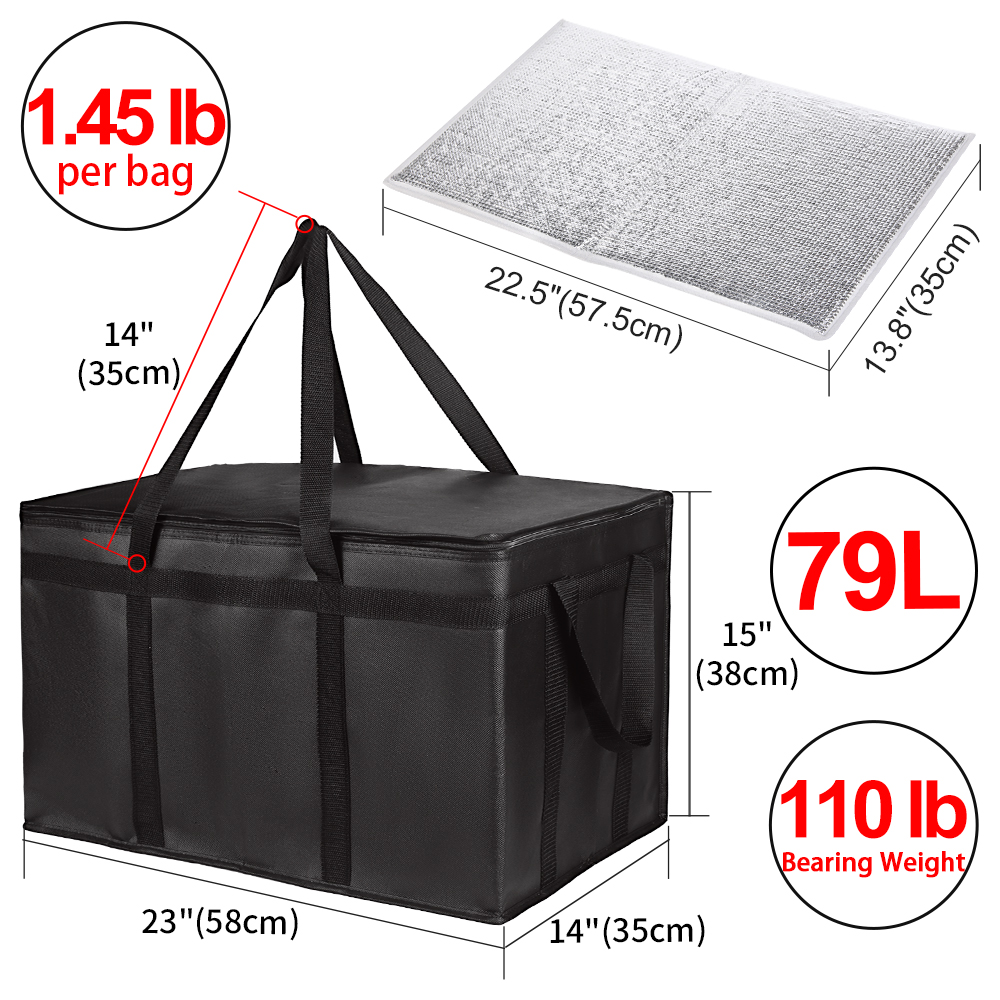 1.45 lb
per bag
22.5"(57.5cm)
13.8"(35cm)
14"
(35cm)
79L
15"
(38cm)
110 lb
Bearing Weight
23"(58cm)
14"(35cm)